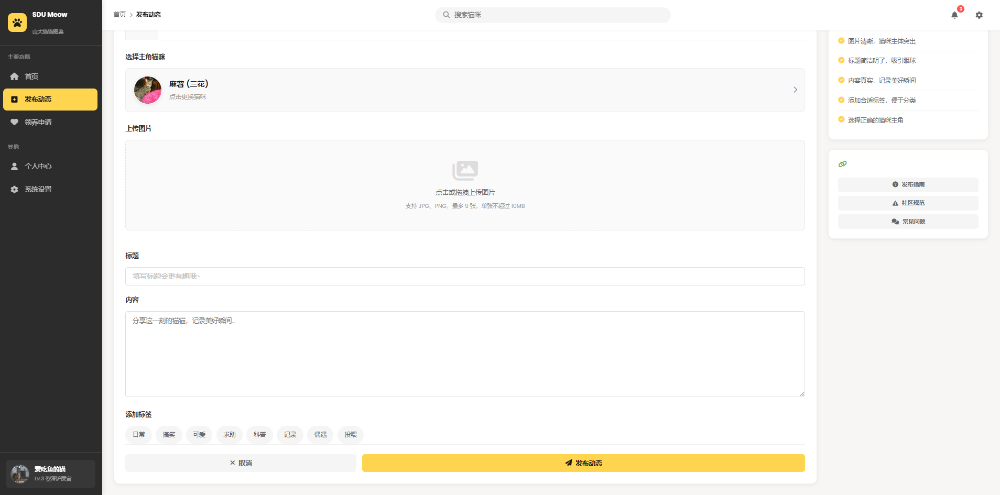 SDU Meow
山大猫猫图鉴
主要功能
首页
发布动态
领养申请
其他
个人中心
系统设置
爱吃鱼的猫
Lv.3 资深铲屎官
首页 > 发布动态
搜索猫咪...
3
选择主角猫咪
麻薯 (三花)
点击更换猫咪
上传图片
点击或拖拽上传图片
支持 JPG、PNG，最多 9 张，单张不超过 10MB
标题
填写标题会更有趣哦~
内容
分享这一刻的猫猫，记录美好瞬间...
添加标签
日常 搞笑 可爱 求助 科普 记录 偶遇 投喂
取消
发布动态
图片清晰，猫咪主体突出
标题简洁明了，吸引眼球
内容真实，记录美好瞬间
添加合适标签，便于分类
选择正确的猫咪主角
发布指南
社区规范
常见问题